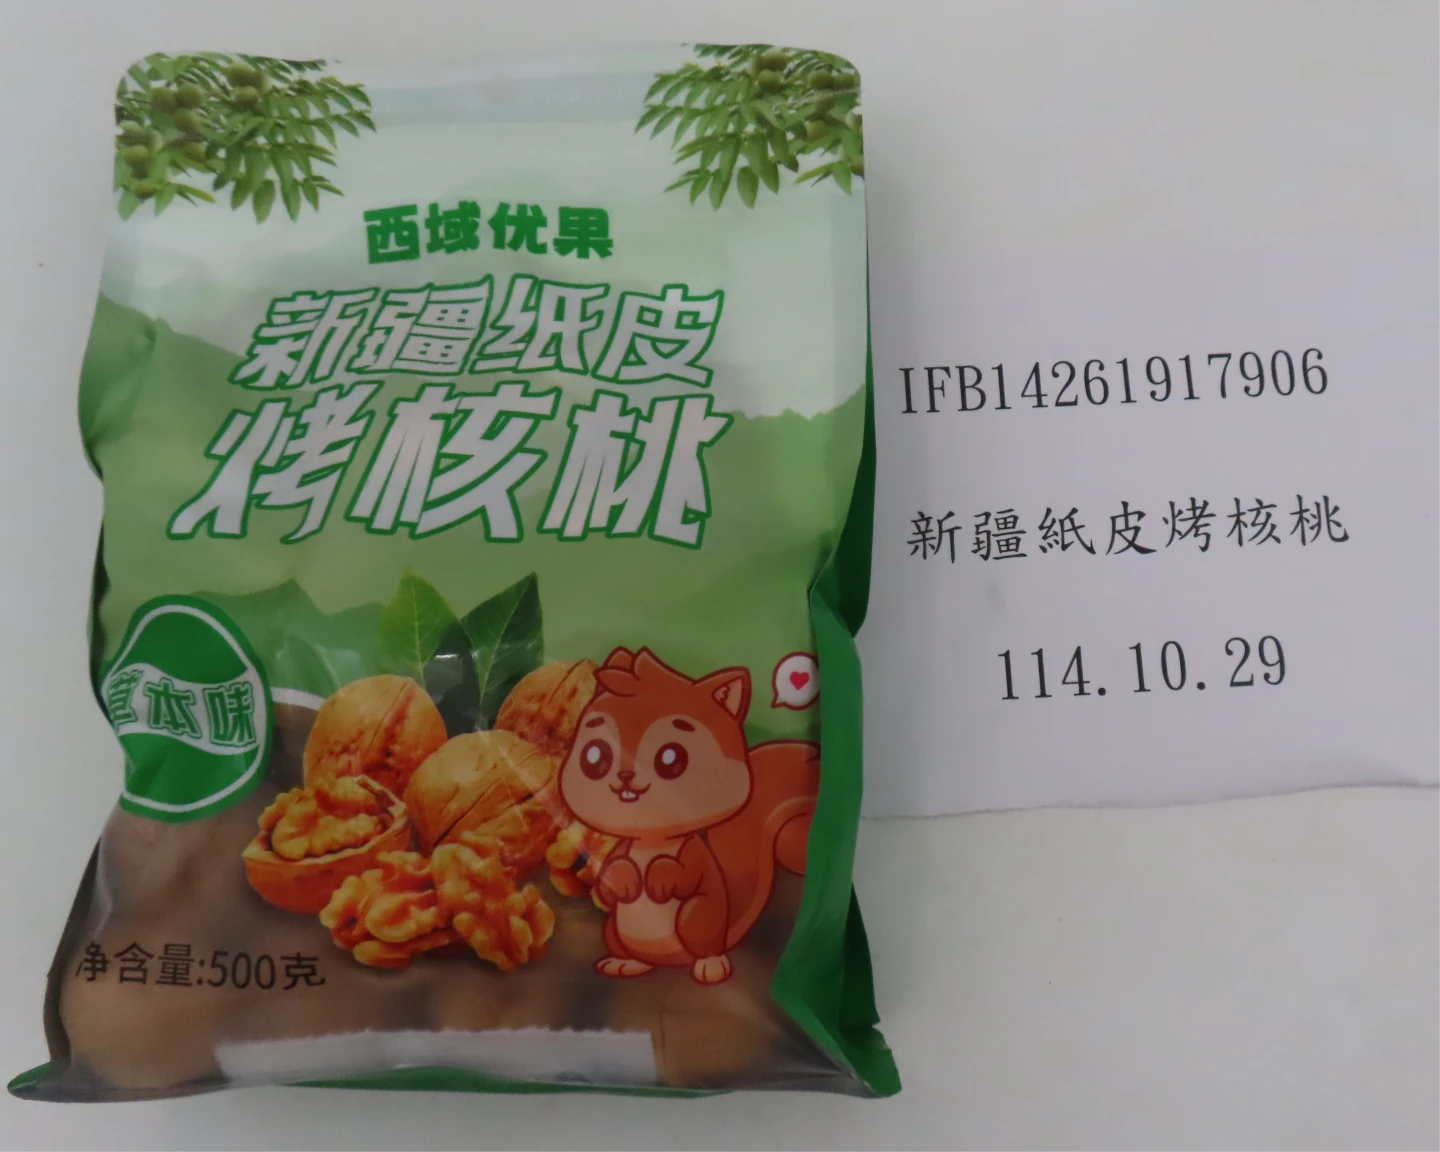 西域优果
新疆纸皮
烤核桃
草本味
净含量:500克
IFB14261917906
新疆紙皮烤核桃
114.10.29